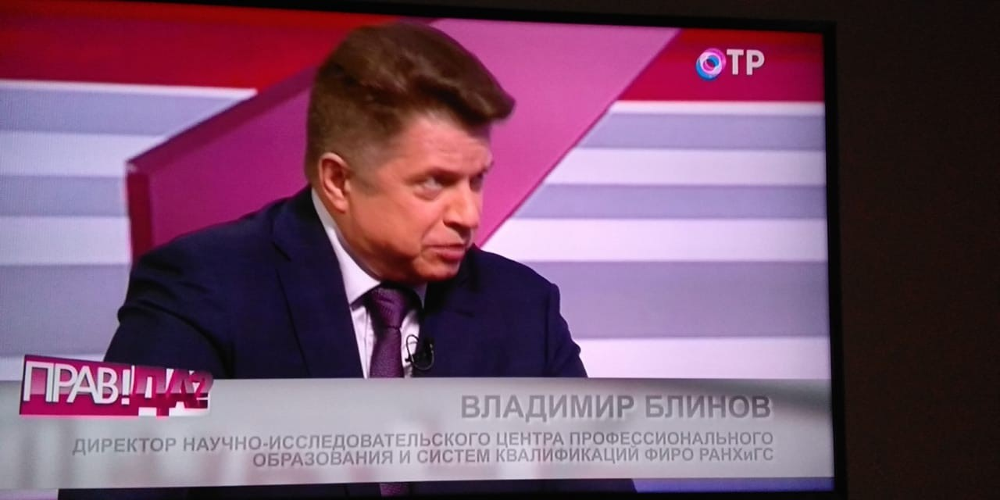 ОТР
ПРАВ!ДА?
ВЛАДИМИР БЛИНОВ
ДИРЕКТОР НАУЧНО-ИССЛЕДОВАТЕЛЬСКОГО ЦЕНТРА ПРОФЕССИОНАЛЬНОГО
ОБРАЗОВАНИЯ И СИСТЕМ КВАЛИФИКАЦИЙ ФИРО РАНХиГС